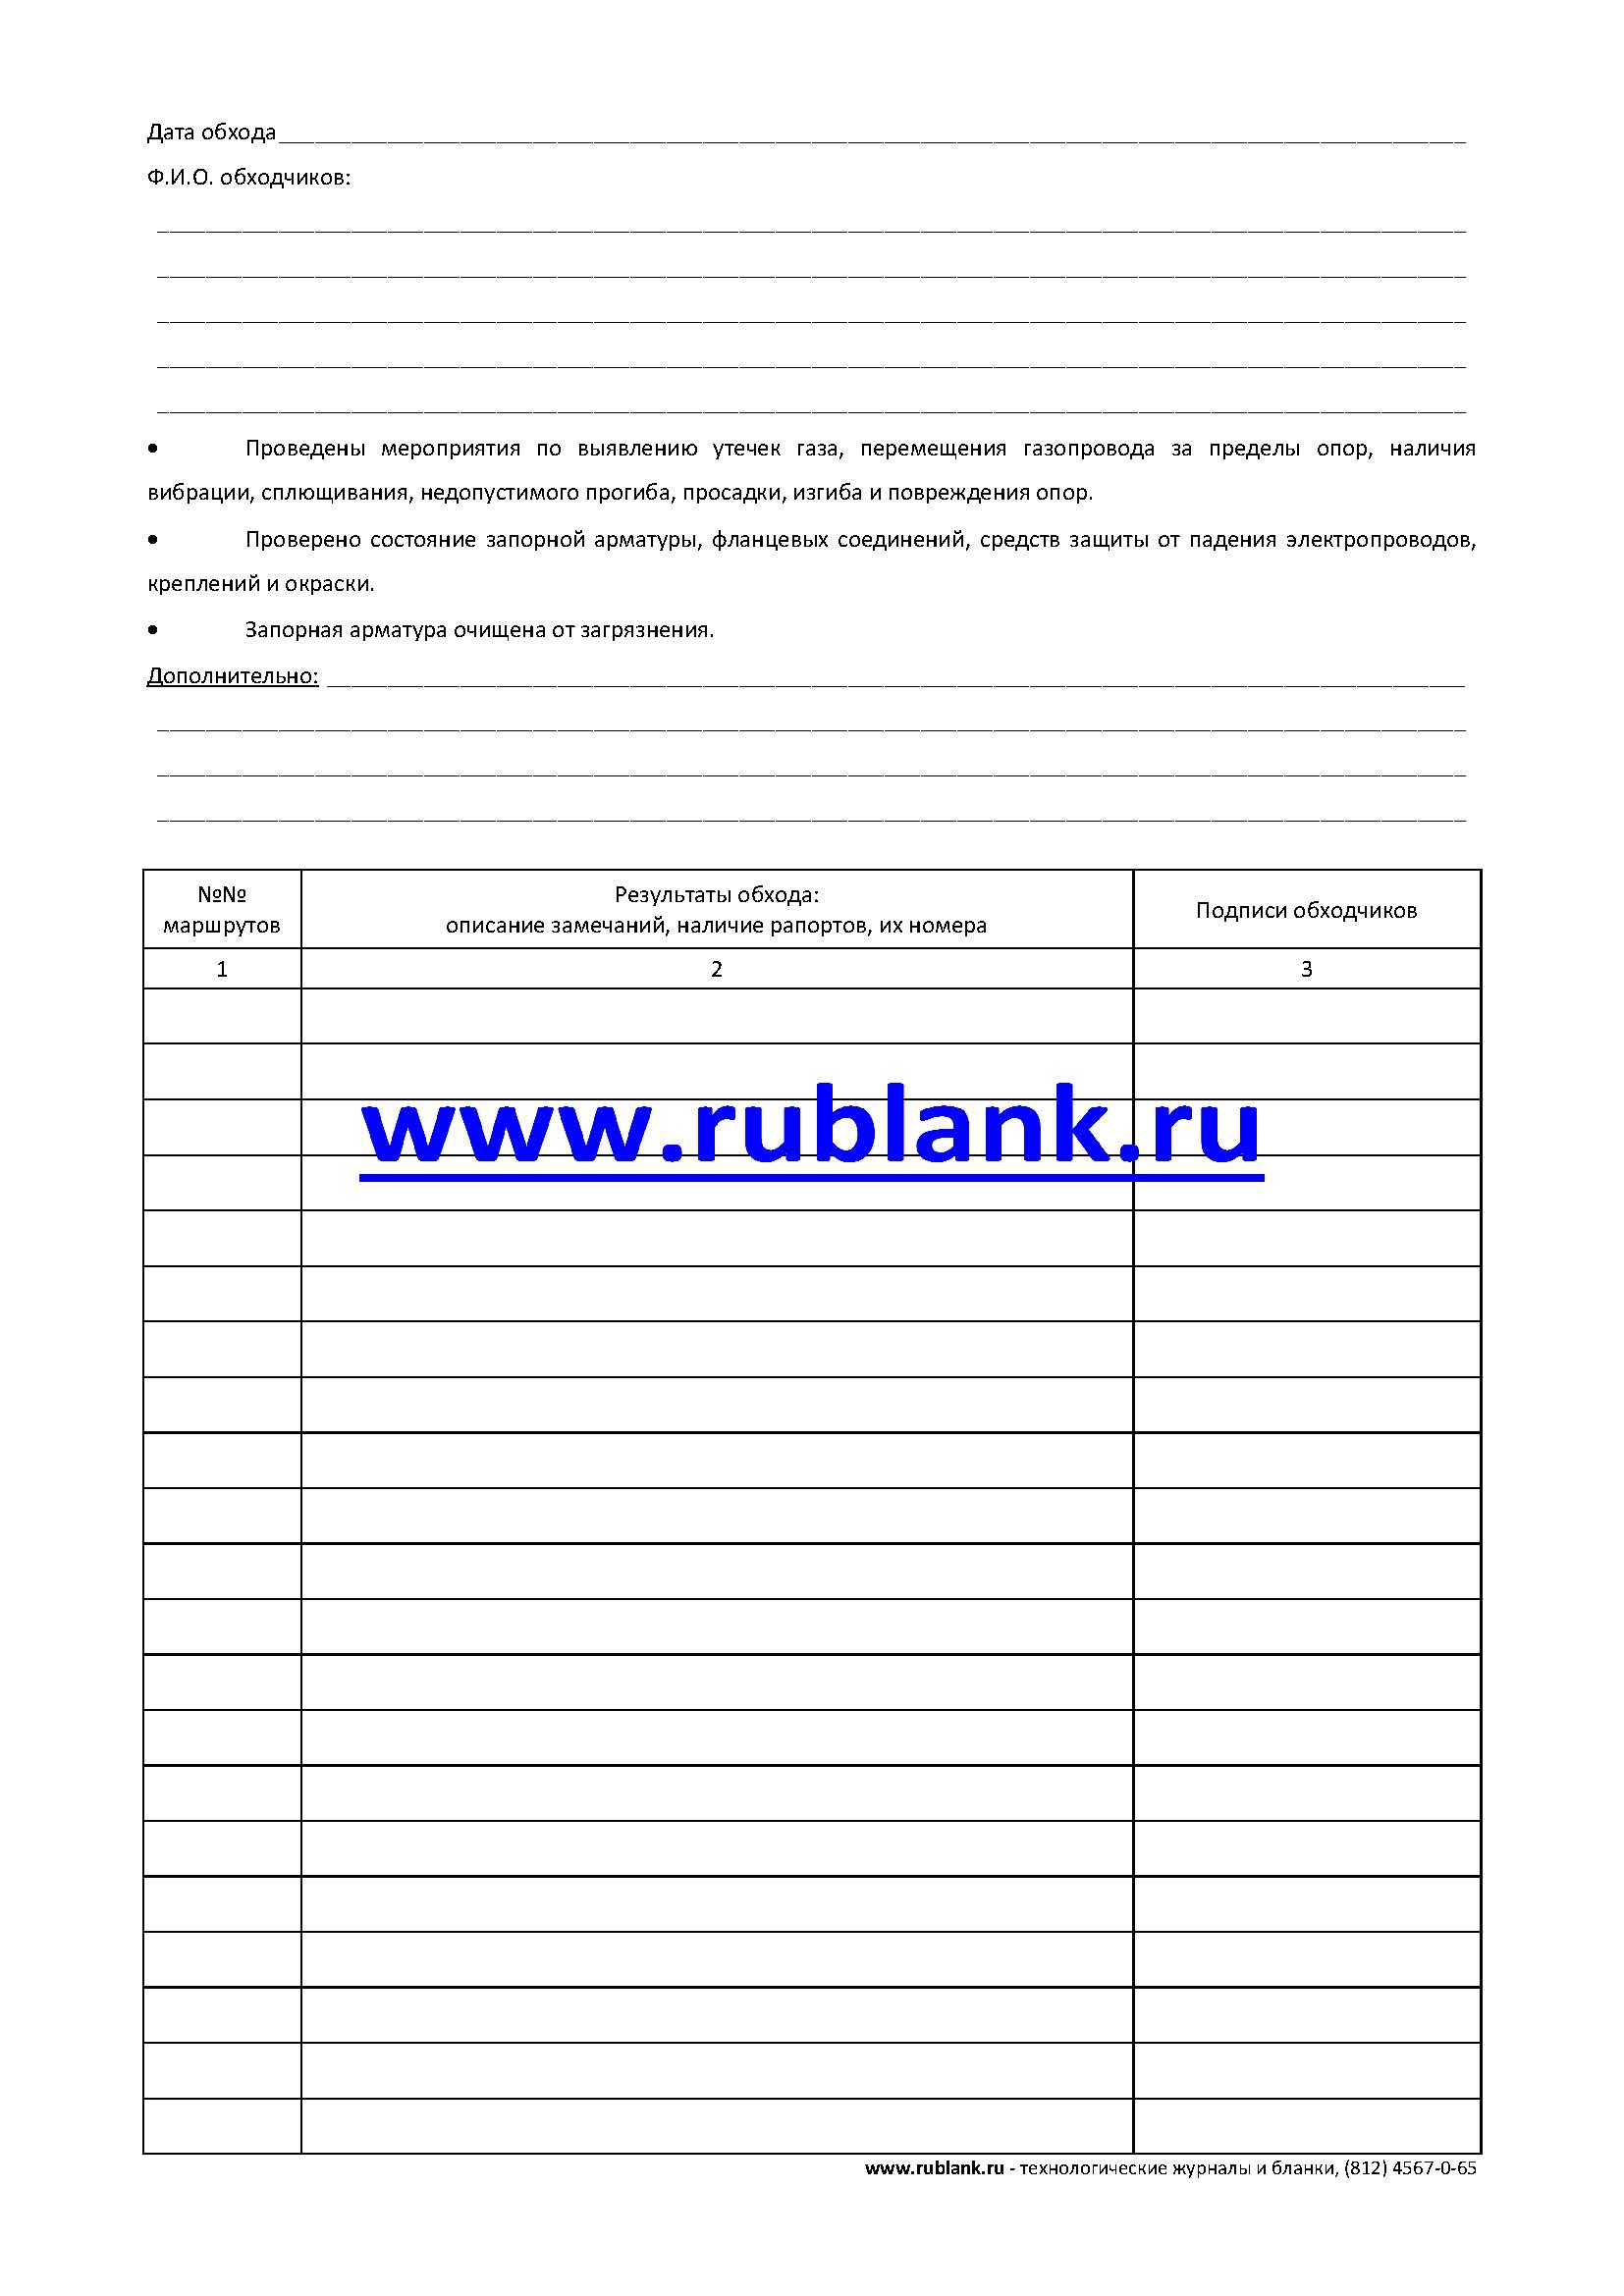 Дата обхода
Ф.И.О. обходчиков:
• Проведены мероприятия по выявлению утечек газа, перемещения газопровода за пределы опор, наличия
вибрации, сплющивания, недопустимого прогиба, просадки, изгиба и повреждения опор.
• Проверено состояние запорной арматуры, фланцевых соединений, средств защиты от падения электропроводов,
креплений и окраски.
• Запорная арматура очищена от загрязнения.
Дополнительно:
№№
маршрутов
Результаты обхода:
описание замечаний, наличие рапортов, их номера
Подписи обходчиков
1 2 3
www.rublank.ru
www.rublank.ru - технологические журналы и бланки, (812) 4567-0-65